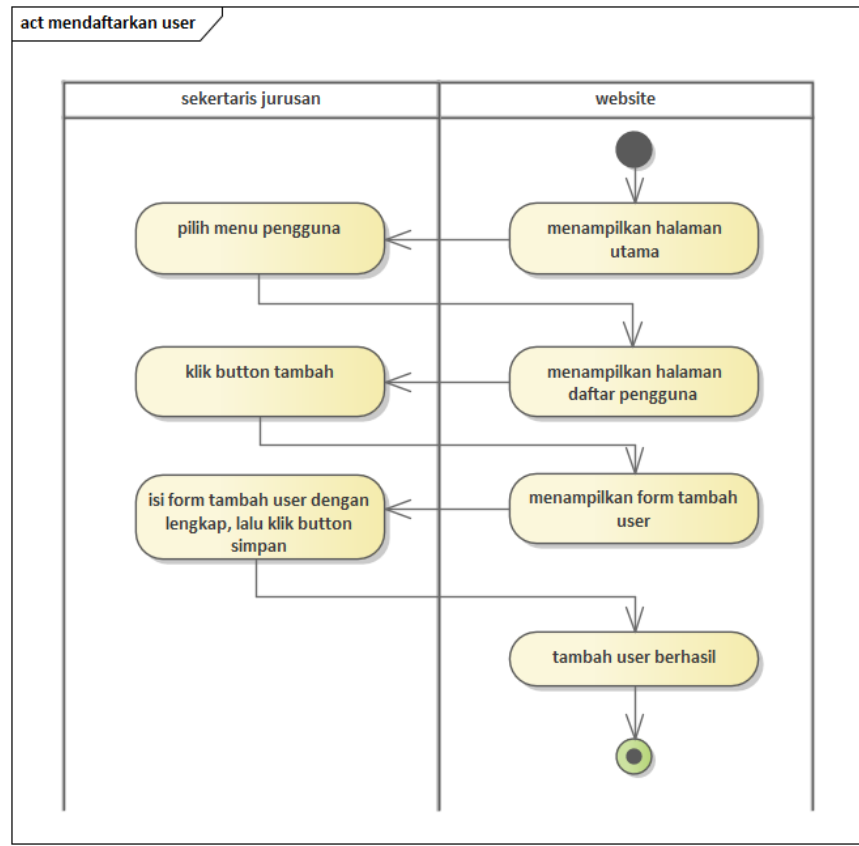 act mendaftarkan user
sekertaris jurusan
website
menampilkan halaman
utama
pilih menu pengguna
menampilkan halaman
daftar pengguna
klik button tambah
menampilkan form tambah
user
isi form tambah user dengan
lengkap, lalu klik button
simpan
tambah user berhasil